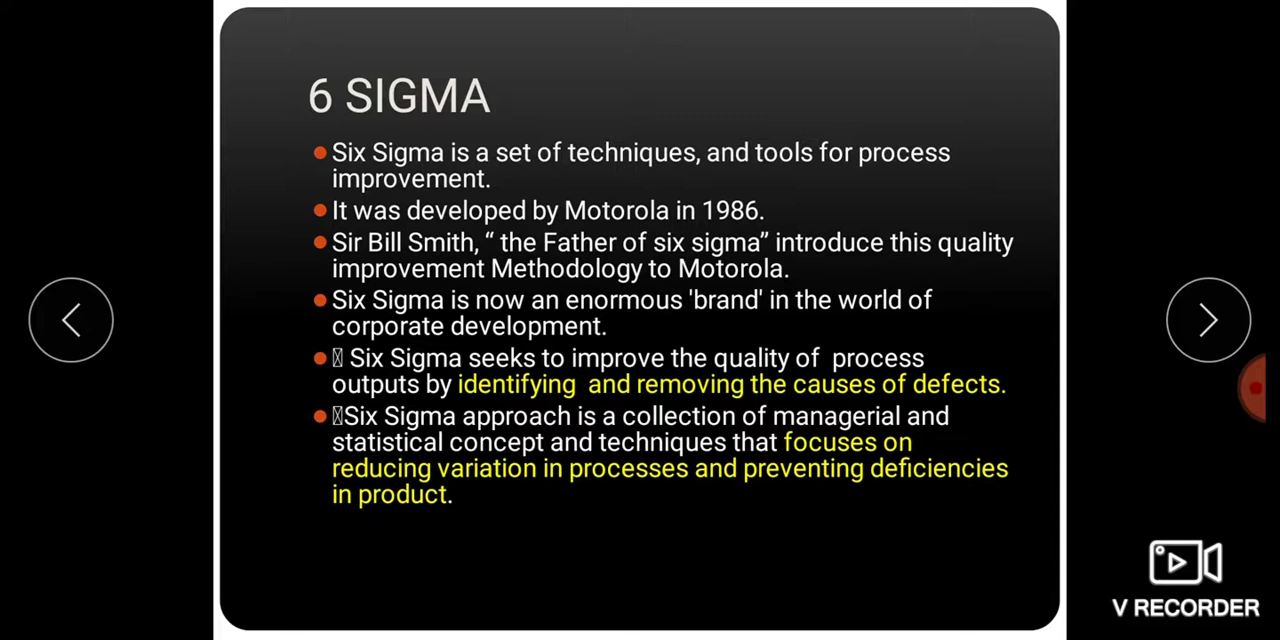 6 SIGMA
Six Sigma is a set of techniques, and tools for process
improvement.
It was developed by Motorola in 1986.
Sir Bill Smith, “ the Father of six sigma” introduce this quality
improvement Methodology to Motorola.
Six Sigma is now an enormous 'brand' in the world of
corporate development.
Six Sigma seeks to improve the quality of process
outputs by identifying and removing the causes of defects.
Six Sigma approach is a collection of managerial and
statistical concept and techniques that focuses on
reducing variation in processes and preventing deficiencies
in product.
V RECORDER